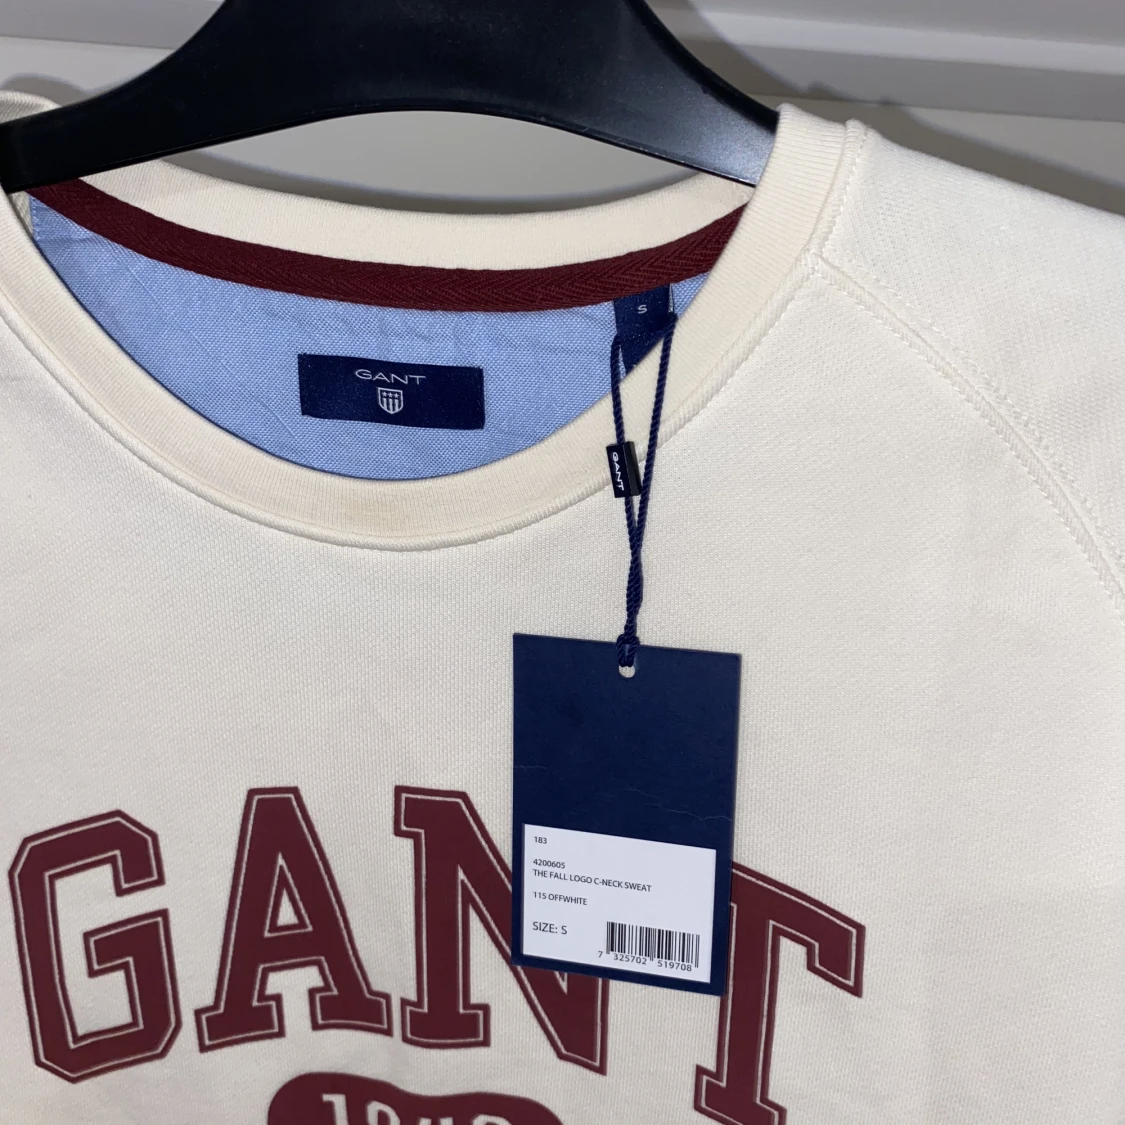 S
GANT
GANT
183
4200605
THE FALL LOGO C-NECK SWEAT
115 OFFWHITE
SIZE: S
7 325702 519708
GANT